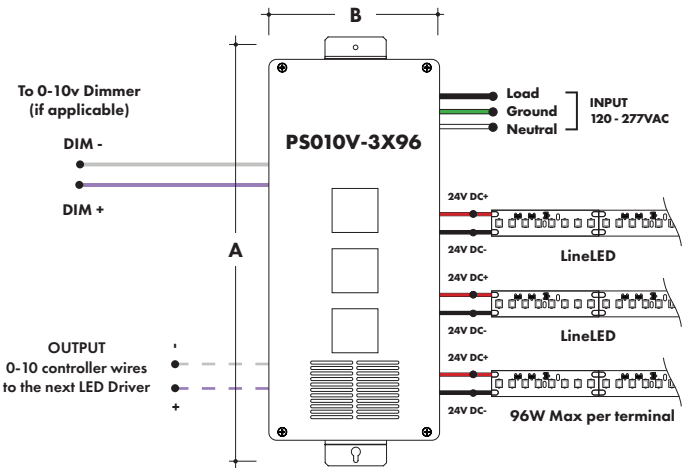 B
To 0-10v Dimmer
(if applicable)
DIM -
DIM +
A
PS010V-3X96
Load
Ground
Neutral
INPUT
120 - 277VAC
24V DC+
24V DC-
LineLED
24V DC+
24V DC-
LineLED
24V DC+
24V DC-
96W Max per terminal
OUTPUT
0-10 controller wires
to the next LED Driver
-
+